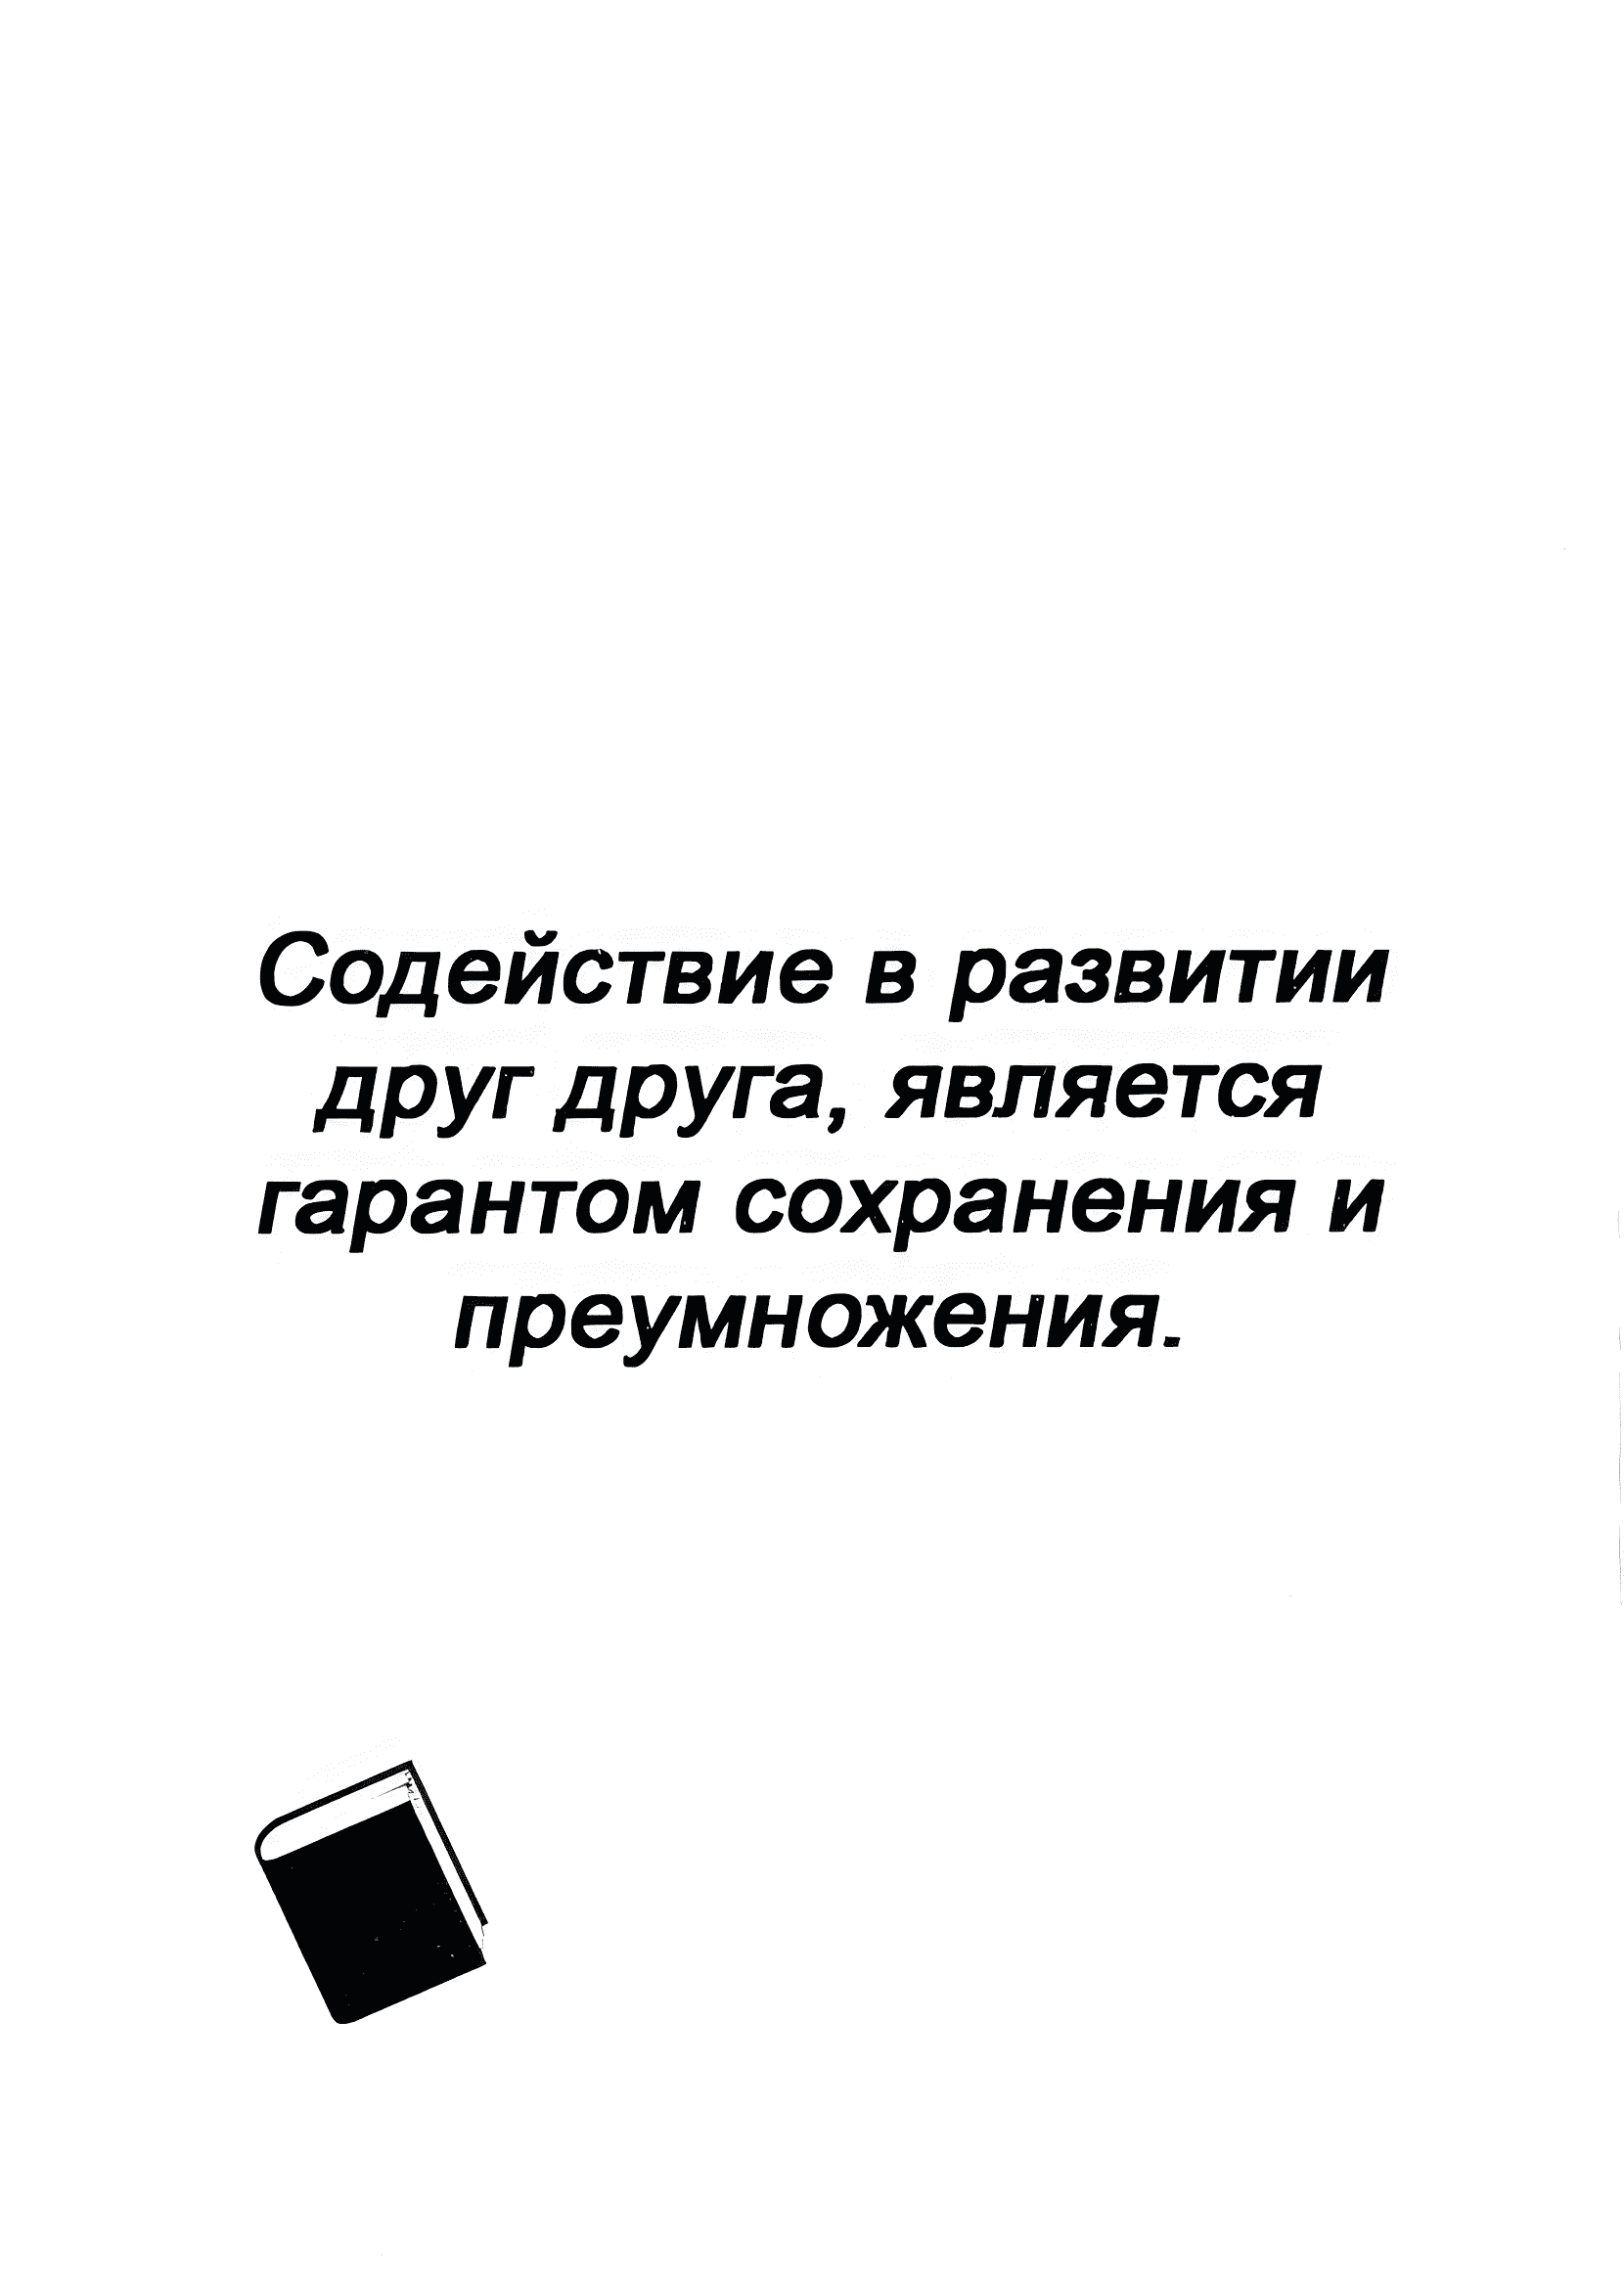 Содействие в развитии
друг друга, является
гарантом сохранения и
преумножения.